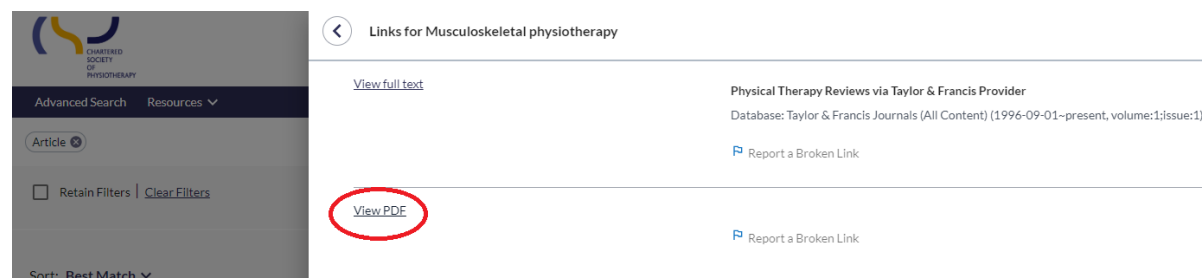 CHARTERED
SOCIETY
OF
PHYSIOTHERAPY
Advanced Search Resources
Article
Retain Filters | Clear Filters
Sort: Best Match
Links for Musculoskeletal physiotherapy
View full text
Physical Therapy Reviews via Taylor & Francis Provider
Database: Taylor & Francis Journals (All Content) (1996-09-01~present, volume:1;issue:1)
Report a Broken Link
View PDF
Report a Broken Link